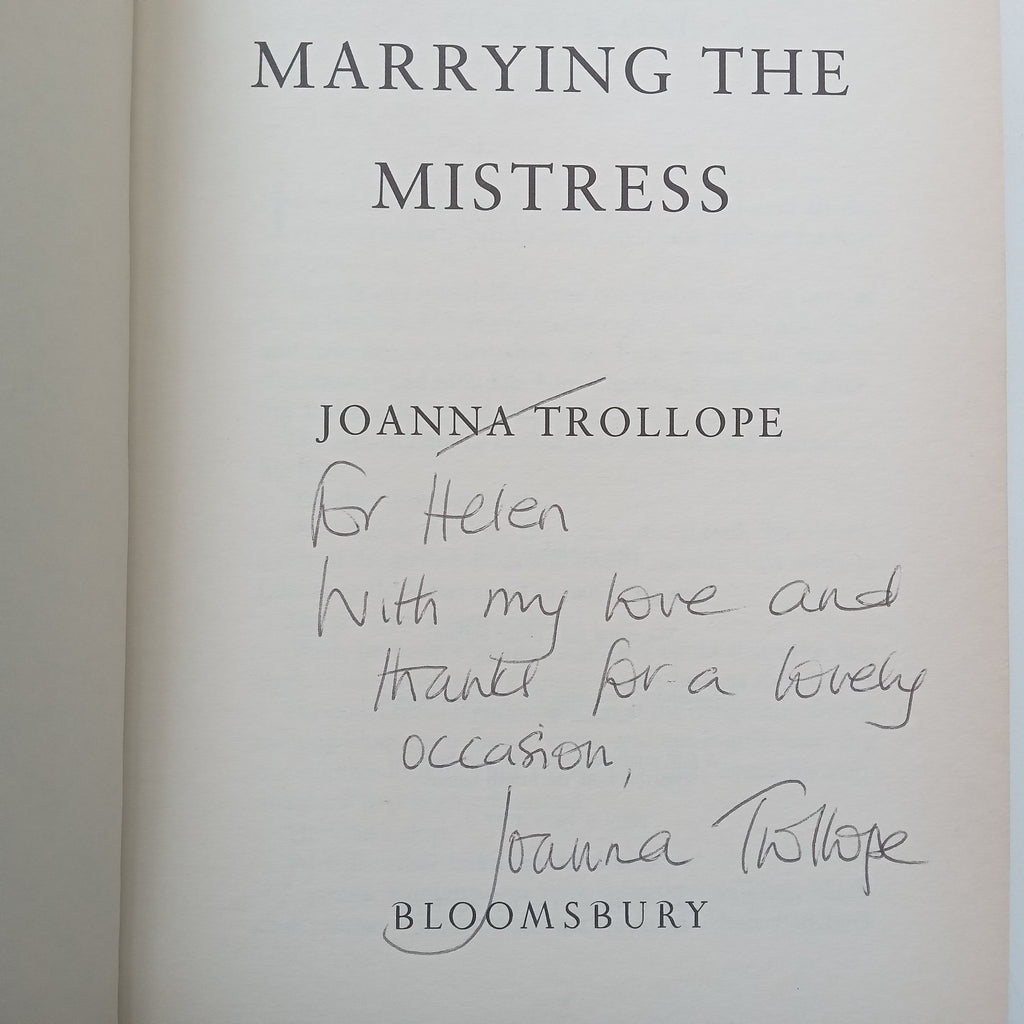 MARRYING THE
MISTRESS
JOANNA TROLLOPE
For Helen
With my love and
thanks for a lovely
occasion,
Joanna Trollope
BLOOMSBURY